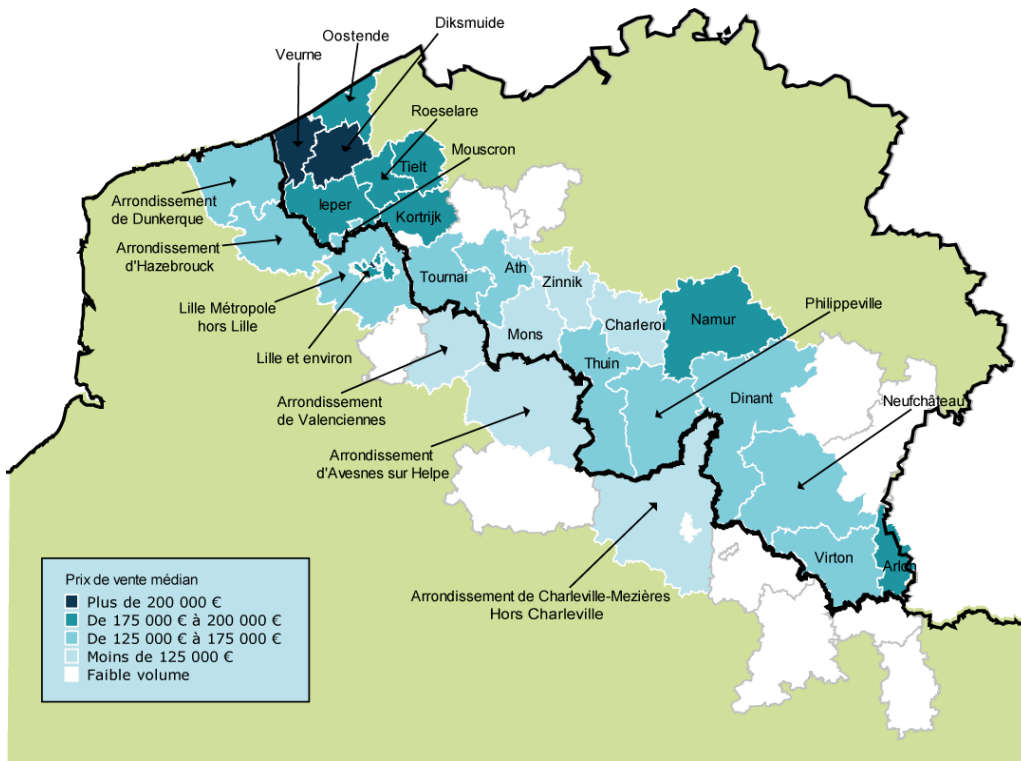 Diksmuide
Oostende
Veurne
Roeselare
Mouscron
Tielt
Ieper
Kortrijk
Arrondissement
de Dunkerque
Arrondissement
d'Hazebrouck
Tournai
Ath
Zinnik
Lille Métropole
hors Lille
Philippeville
Namur
Charleroi
Mons
Lille et environ
Thuin
Dinant
Neufchâteau
Arrondissement
de Valenciennes
Arrondissement
d'Avesnes sur Helpe
Virton
Arlon
Arrondissement de Charleville-Mezières
Hors Charleville
Prix de vente médian
Plus de 200 000 €
De 175 000 € à 200 000 €
De 125 000 € à 175 000 €
Moins de 125 000 €
Faible volume